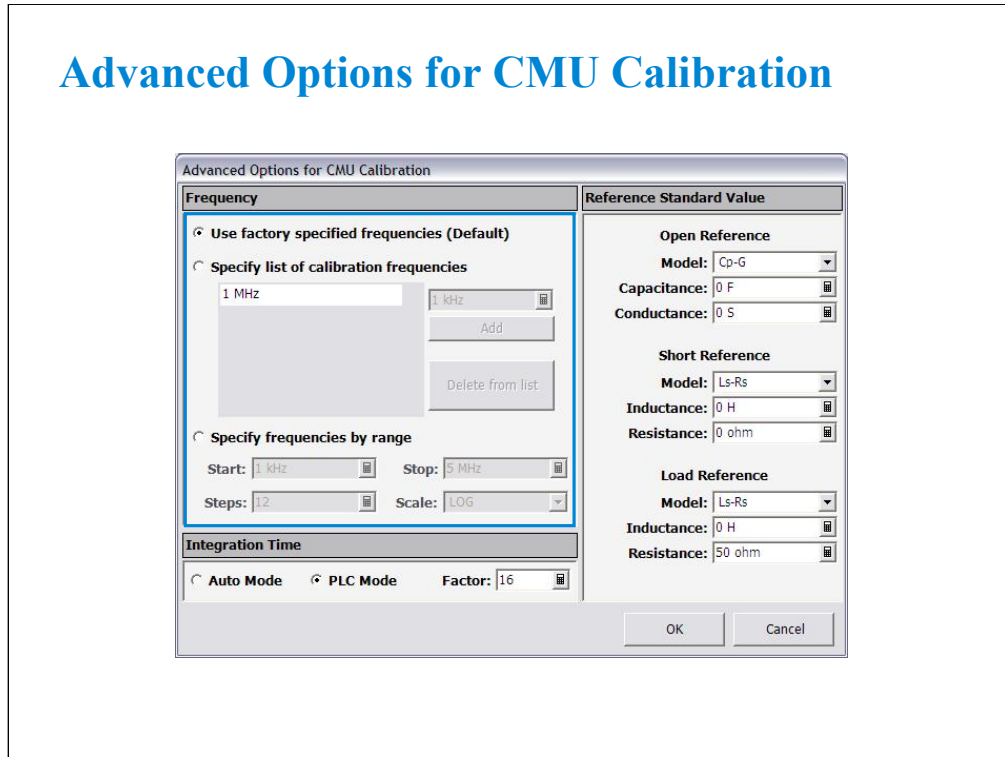 Advanced Options for CMU Calibration
Advanced Options for CMU Calibration
Frequency
Use factory specified frequencies (Default)
Specify list of calibration frequencies
1 MHz
1 kHz
Add
Delete from list
Specify frequencies by range
Start: 1 kHz Stop: 5 MHz
Steps: 12 Scale: LOG
Integration Time
Auto Mode PLC Mode Factor: 16
Reference Standard Value
Open Reference
Model: Cp-G
Capacitance: 0 F
Conductance: 0 S
Short Reference
Model: Ls-Rs
Inductance: 0 H
Resistance: 0 ohm
Load Reference
Model: Ls-Rs
Inductance: 0 H
Resistance: 50 ohm
OK Cancel